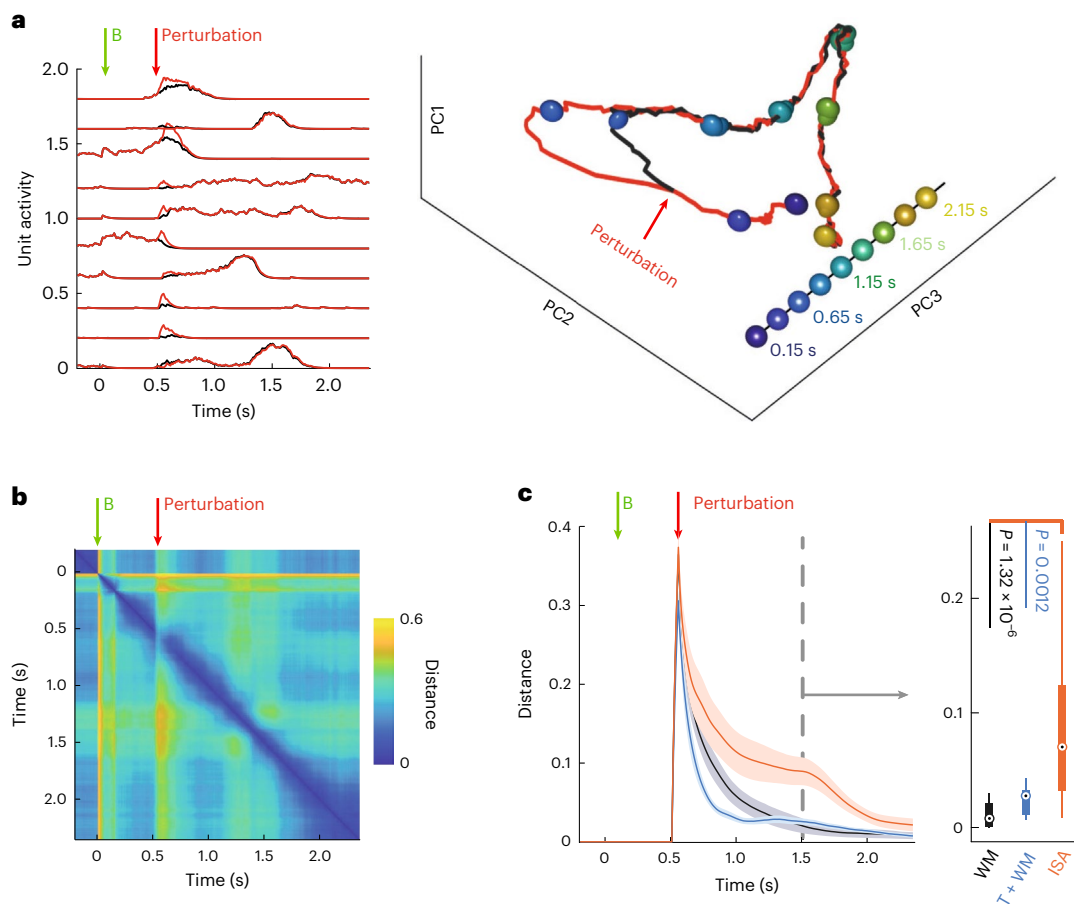 a
B
Perturbation
2.0
1.5
1.0
0.5
0
Unit activity
0
0.5
1.0
1.5
2.0
Time (s)
PC1
PC2
PC3
Perturbation
2.15 s
1.65 s
1.15 s
0.65 s
0.15 s
b
B
Perturbation
0
0.5
1.0
1.5
2.0
Time (s)
0
0.5
1.0
1.5
2.0
Time (s)
0.6
0
Distance
c
B
Perturbation
0.4
0.3
0.2
0.1
0
Distance
0
0.5
1.0
1.5
2.0
Time (s)
P = 1.32 × 10⁻⁶
P = 0.0012
0.2
0.1
0
WM
T + WM
ISA